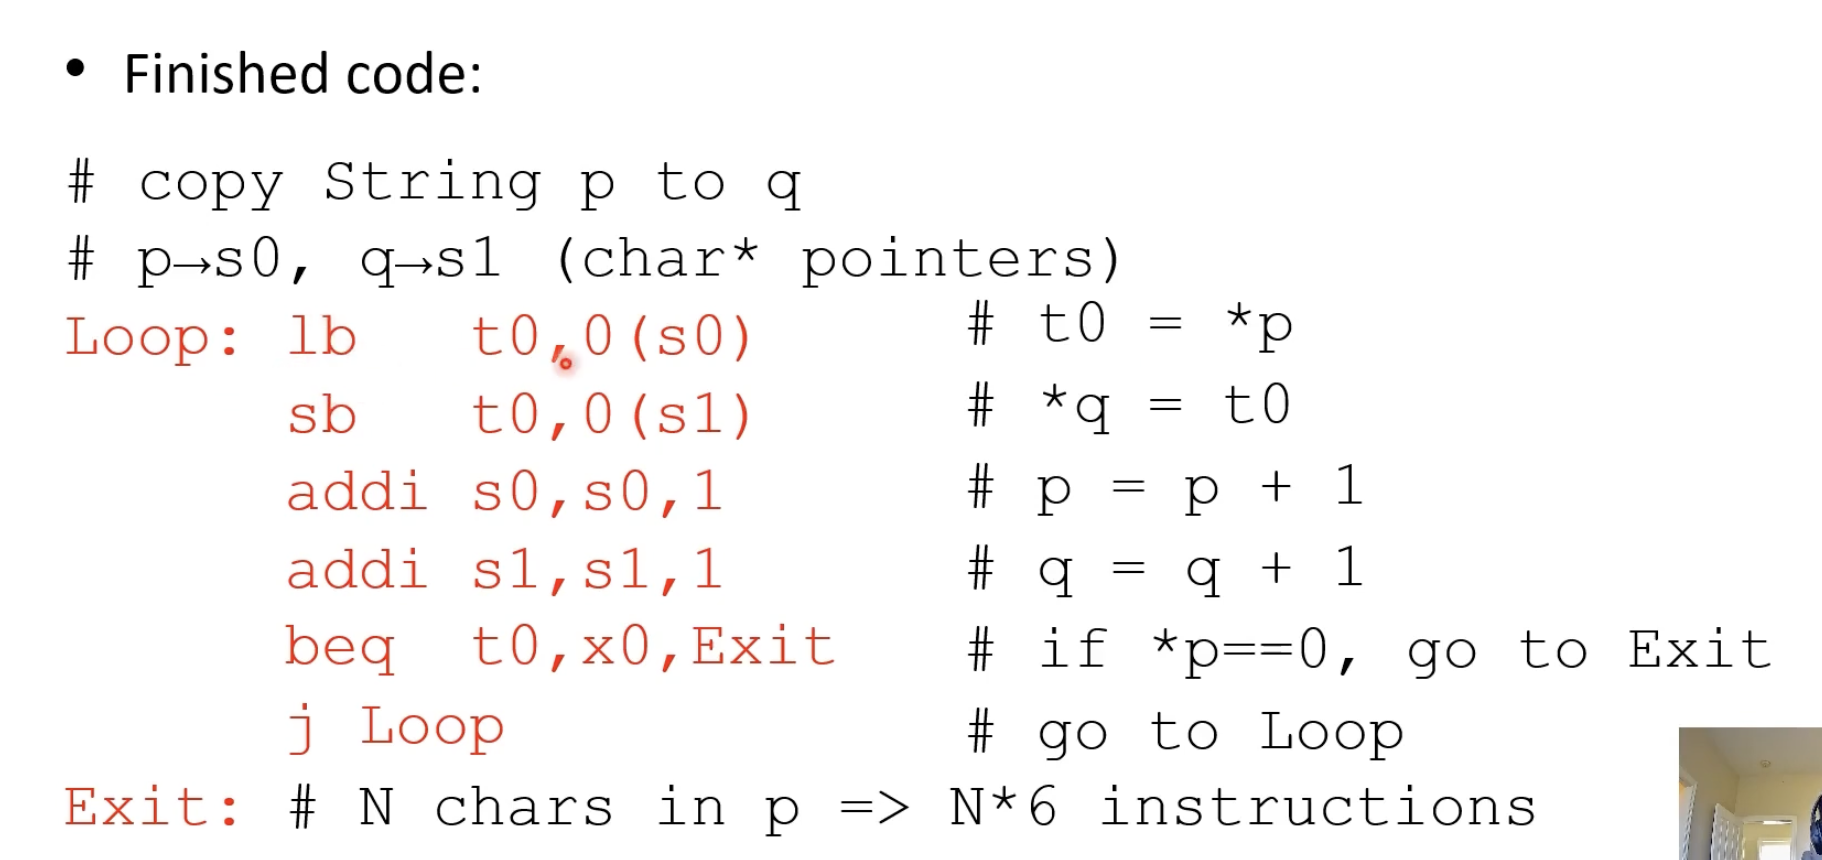 • Finished code:
# copy String p to q
# p→s0, q→s1 (char* pointers)
Loop: lb t0,0(s0) # t0 = *p
sb t0,0(s1) # *q = t0
addi s0,s0,1 # p = p + 1
addi s1,s1,1 # q = q + 1
beq t0,x0,Exit # if *p==0, go to Exit
j Loop # go to Loop
Exit: # N chars in p => N*6 instructions